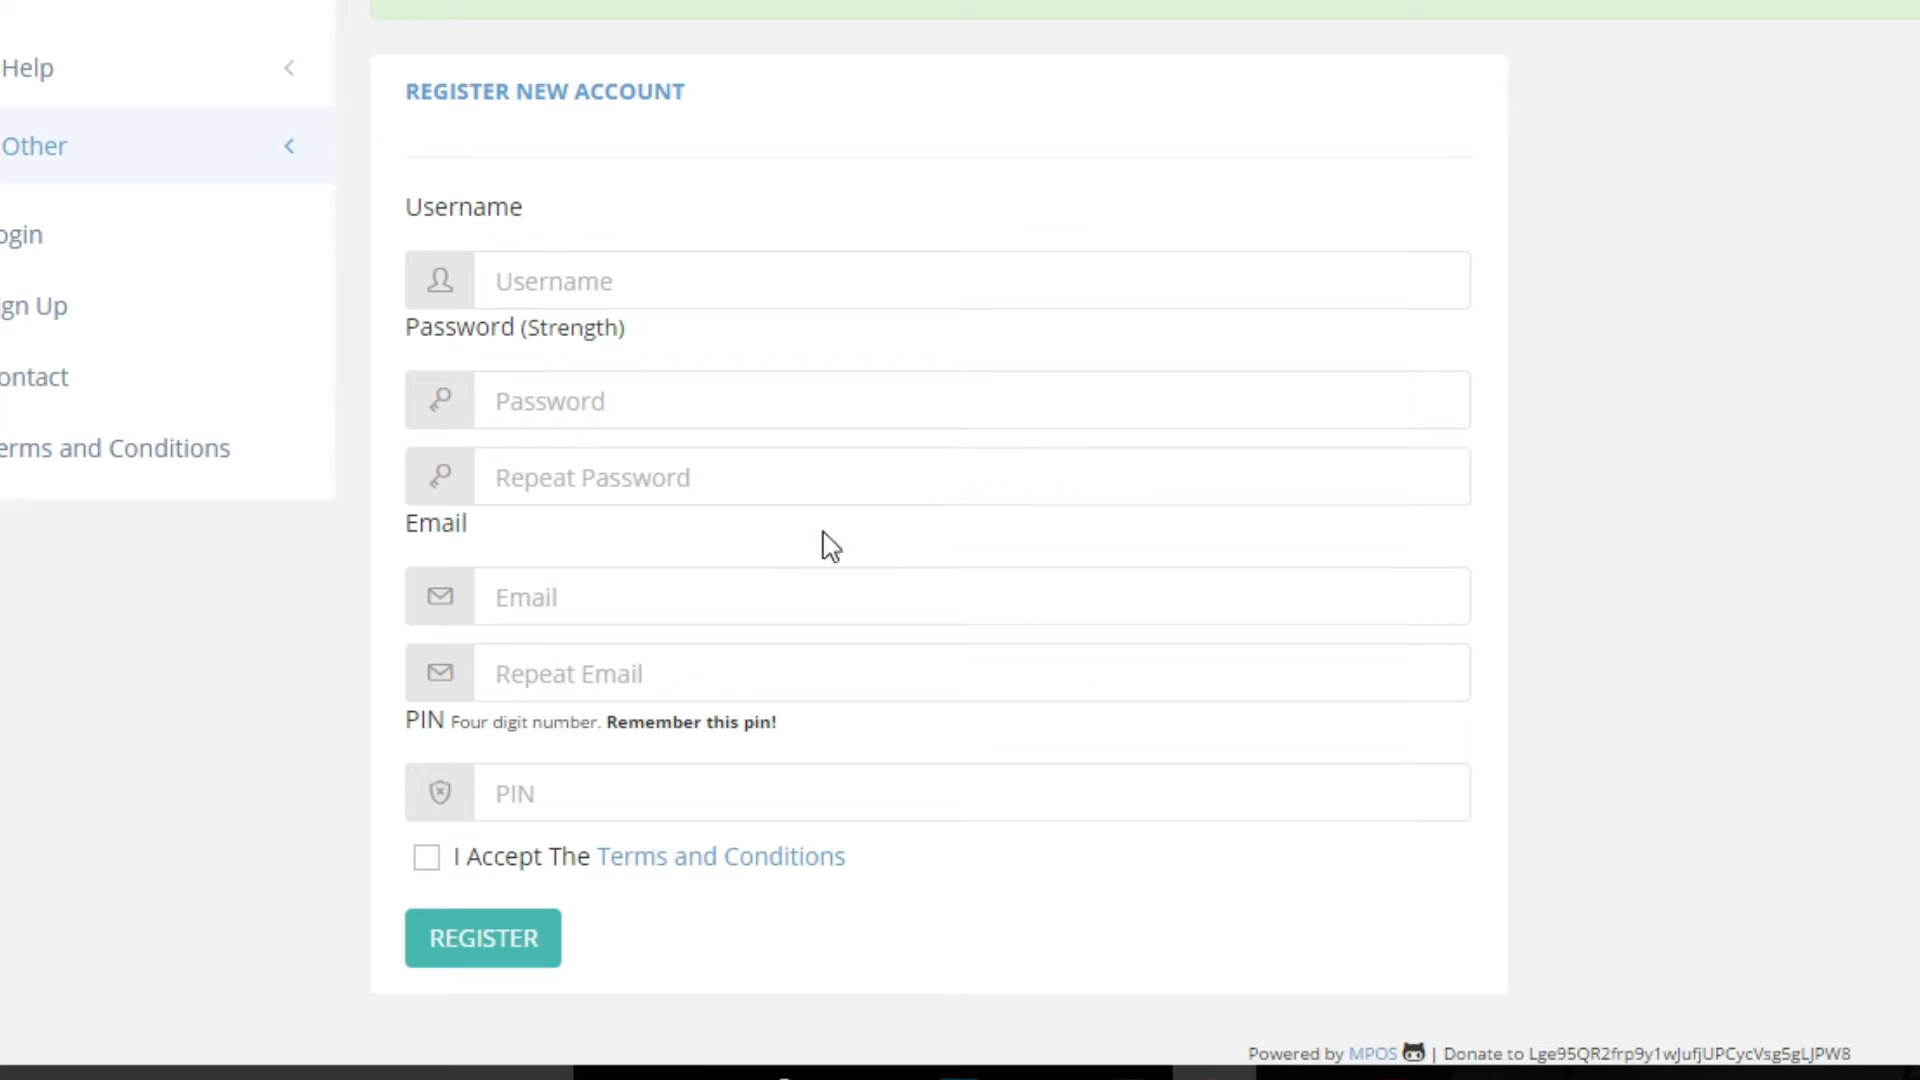 Help
Other
ogin
gn Up
ontact
erms and Conditions
REGISTER NEW ACCOUNT
Username
Username
Password (Strength)
Password
Repeat Password
Email
Email
Repeat Email
PIN Four digit number. Remember this pin!
PIN
I Accept The Terms and Conditions
REGISTER
Powered by MPOS | Donate to Lge95QR2frp9y1wJufjUPCycVsg5gLJPW8